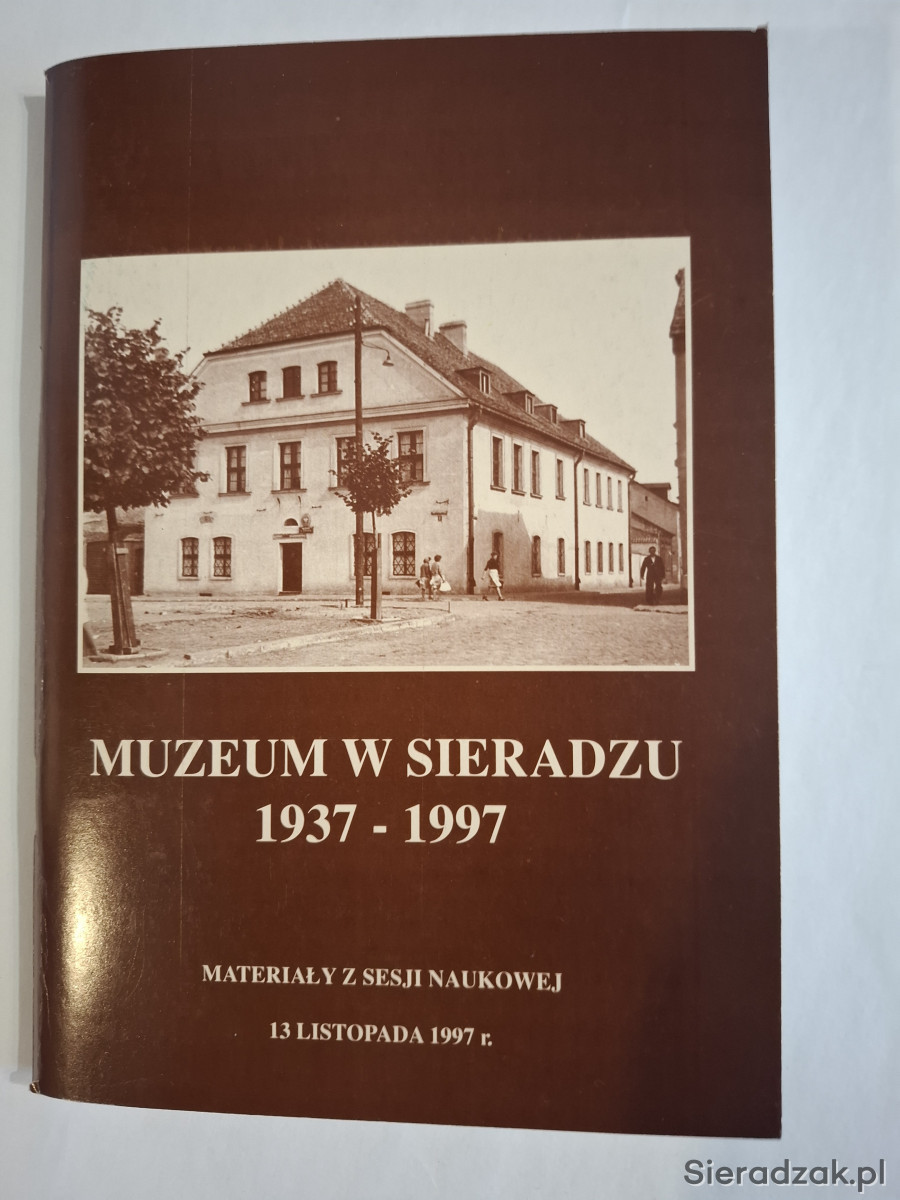 MUZEUM W SIERADZU
1937 - 1997
MATERIAŁY Z SESJI NAUKOWEJ
13 LISTOPADA 1997 r.
Sieradzak.pl